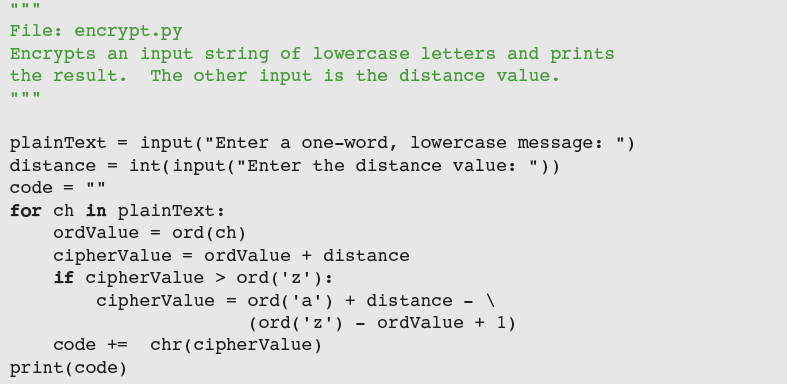 """
File: encrypt.py
Encrypts an input string of lowercase letters and prints
the result.  The other input is the distance value.
"""

plainText = input("Enter a one-word, lowercase message: ")
distance = int(input("Enter the distance value: "))
code = ""
for ch in plainText:
    ordValue = ord(ch)
    cipherValue = ordValue + distance
    if cipherValue > ord('z'):
        cipherValue = ord('a') + distance - \
                      (ord('z') - ordValue + 1)
    code +=  chr(cipherValue)
print(code)